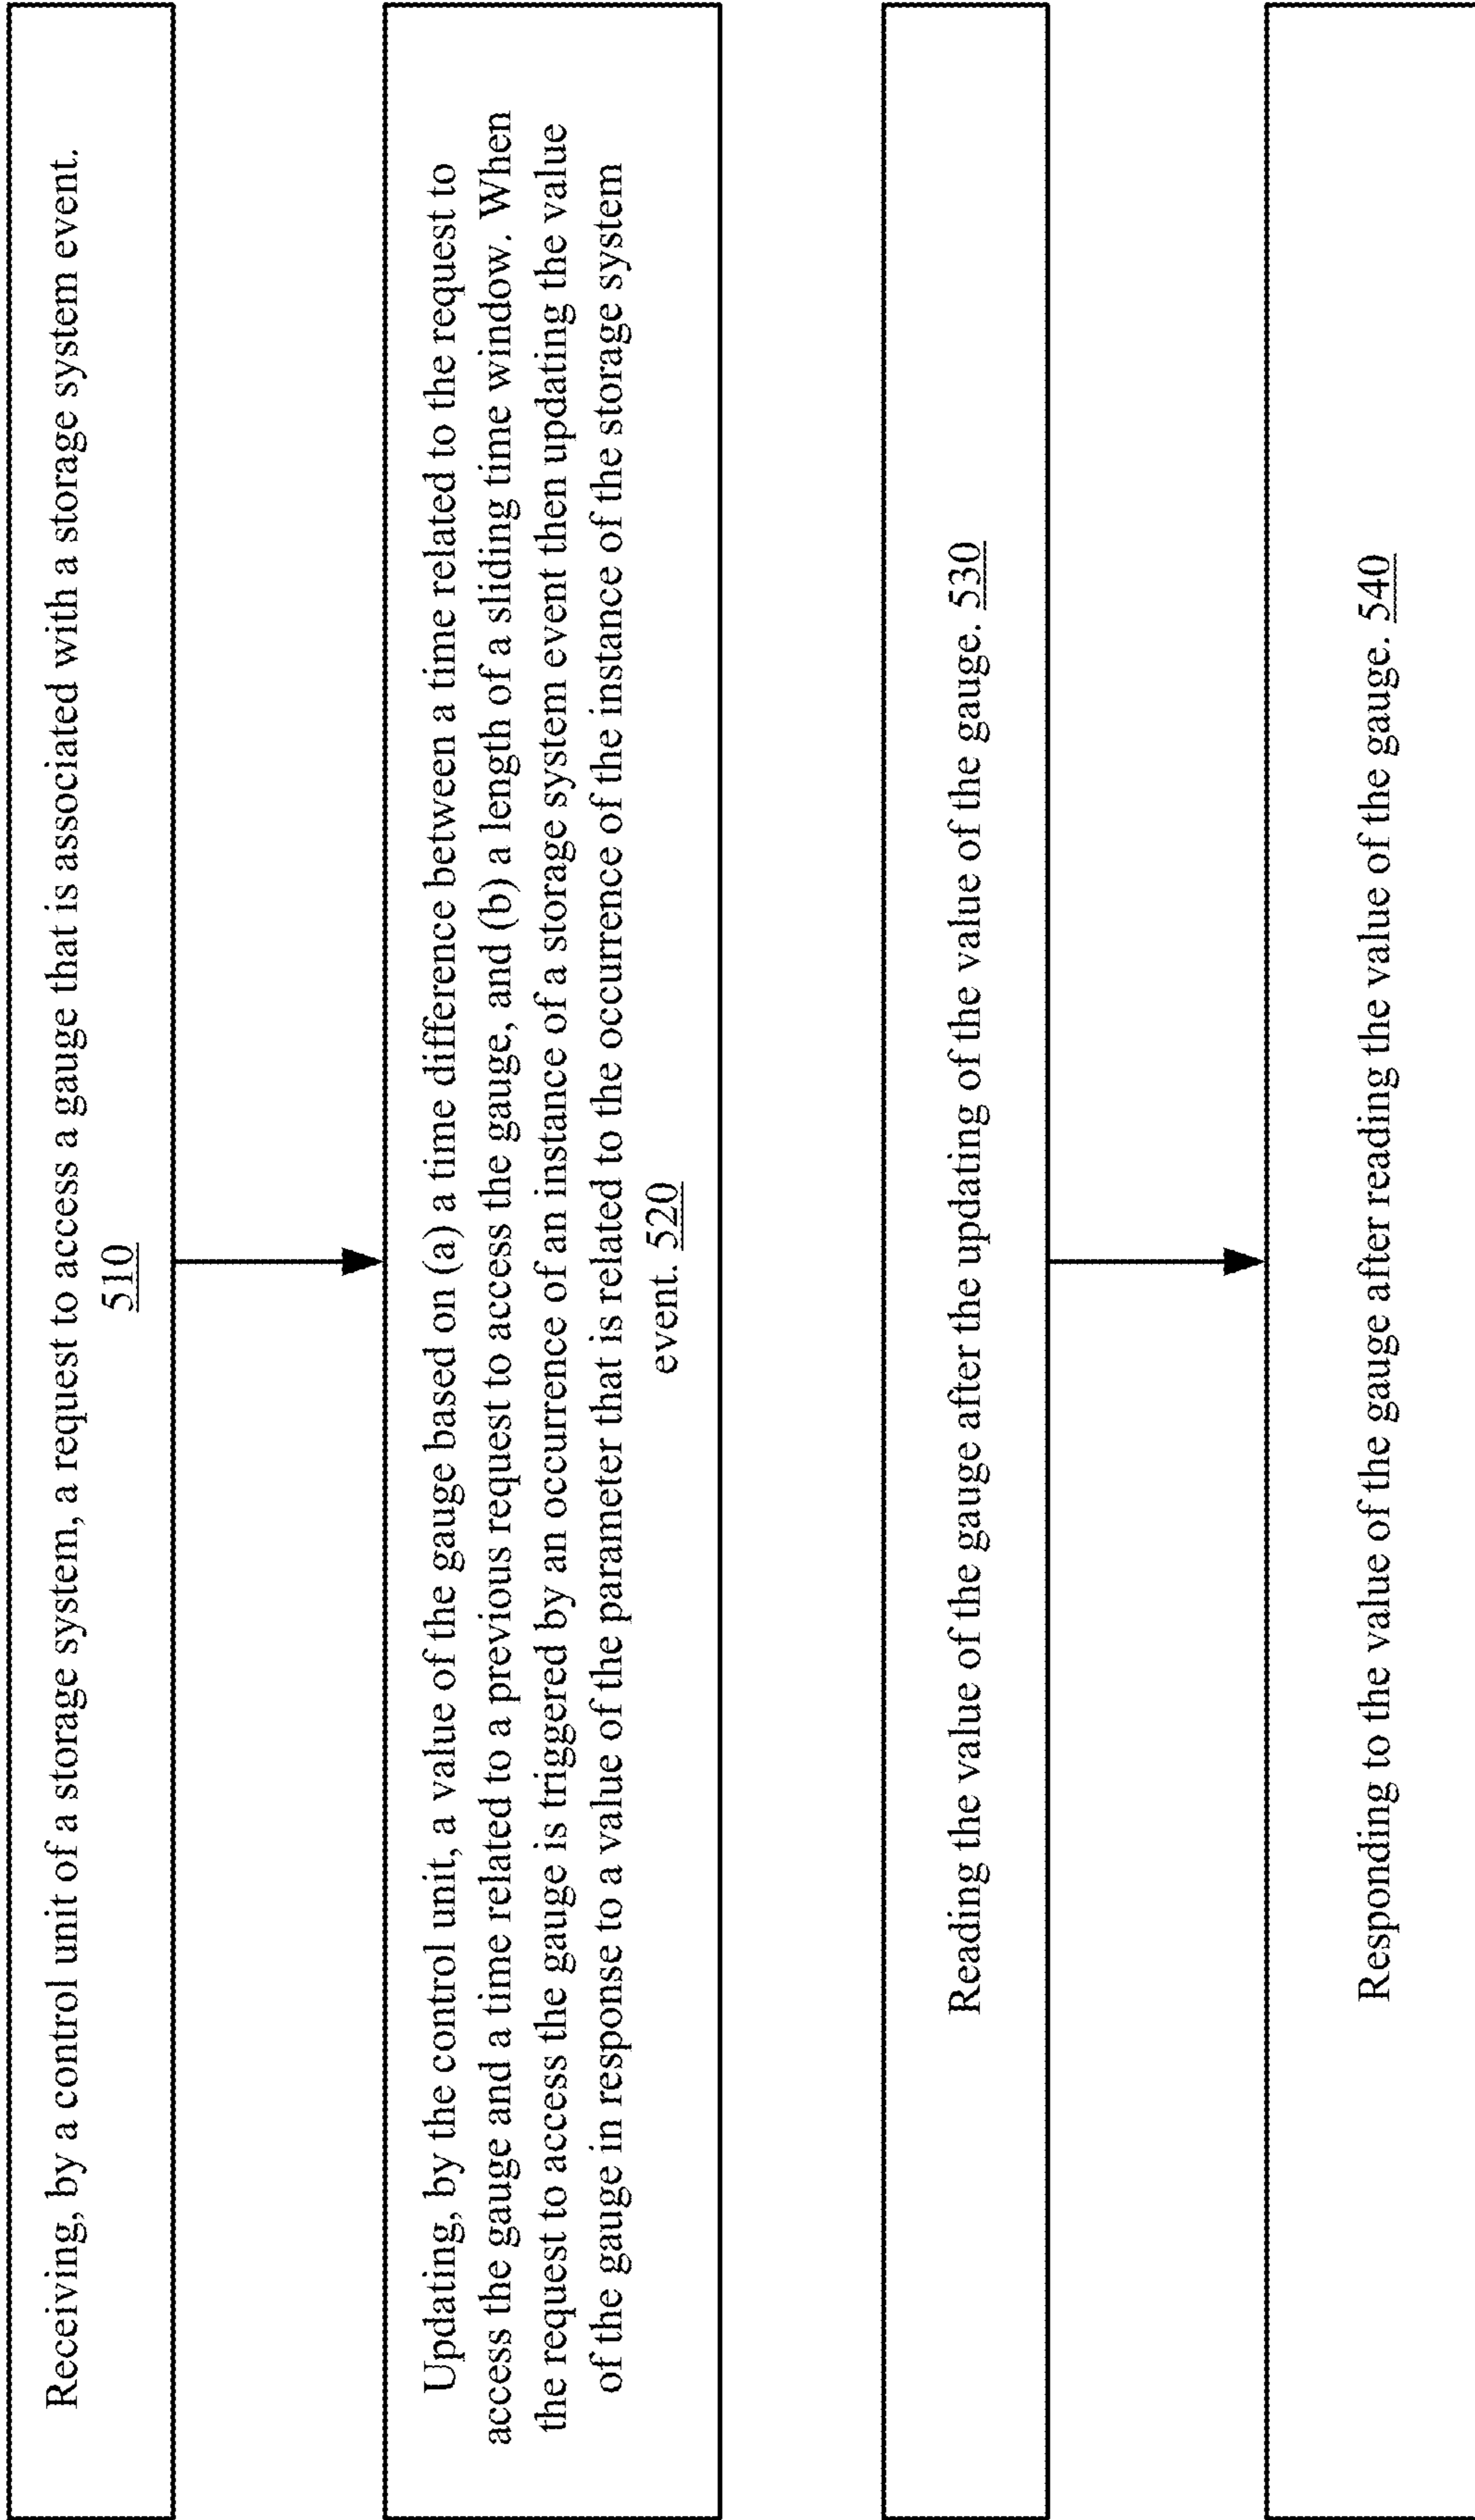 Receiving, by a control unit of a storage system, a request to access a gauge that is associated with a storage system event.
510
Updating, by the control unit, a value of the gauge based on (a) a time difference between a time related to the request to
access the gauge and a time related to a previous request to access the gauge, and (b) a length of a sliding time window. When
the request to access the gauge is triggered by an occurrence of an instance of a storage system event then updating the value
of the gauge in response to a value of the parameter that is related to the occurrence of the instance of the storage system
event. 520
Reading the value of the gauge after the updating of the value of the gauge. 530
Responding to the value of the gauge after reading the value of the gauge. 540